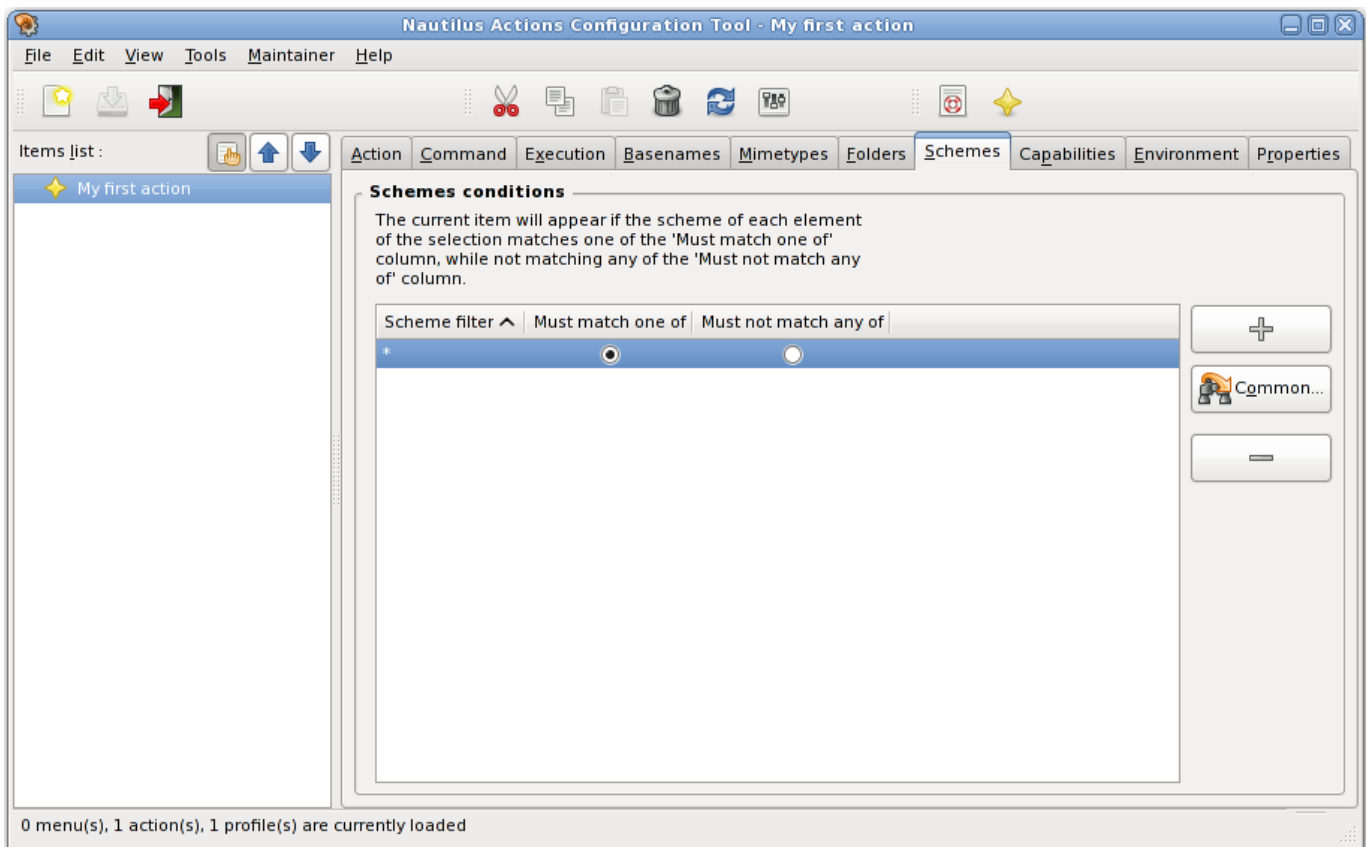 Nautilus Actions Configuration Tool - My first action
File Edit View Tools Maintainer Help
Items list :
Action Command Execution Basenames Mimetypes Folders Schemes Capabilities Environment Properties
My first action
Schemes conditions
The current item will appear if the scheme of each element
of the selection matches one of the 'Must match one of'
column, while not matching any of the 'Must not match any
of' column.
Scheme filter Must match one of Must not match any of
*
Common...
0 menu(s), 1 action(s), 1 profile(s) are currently loaded